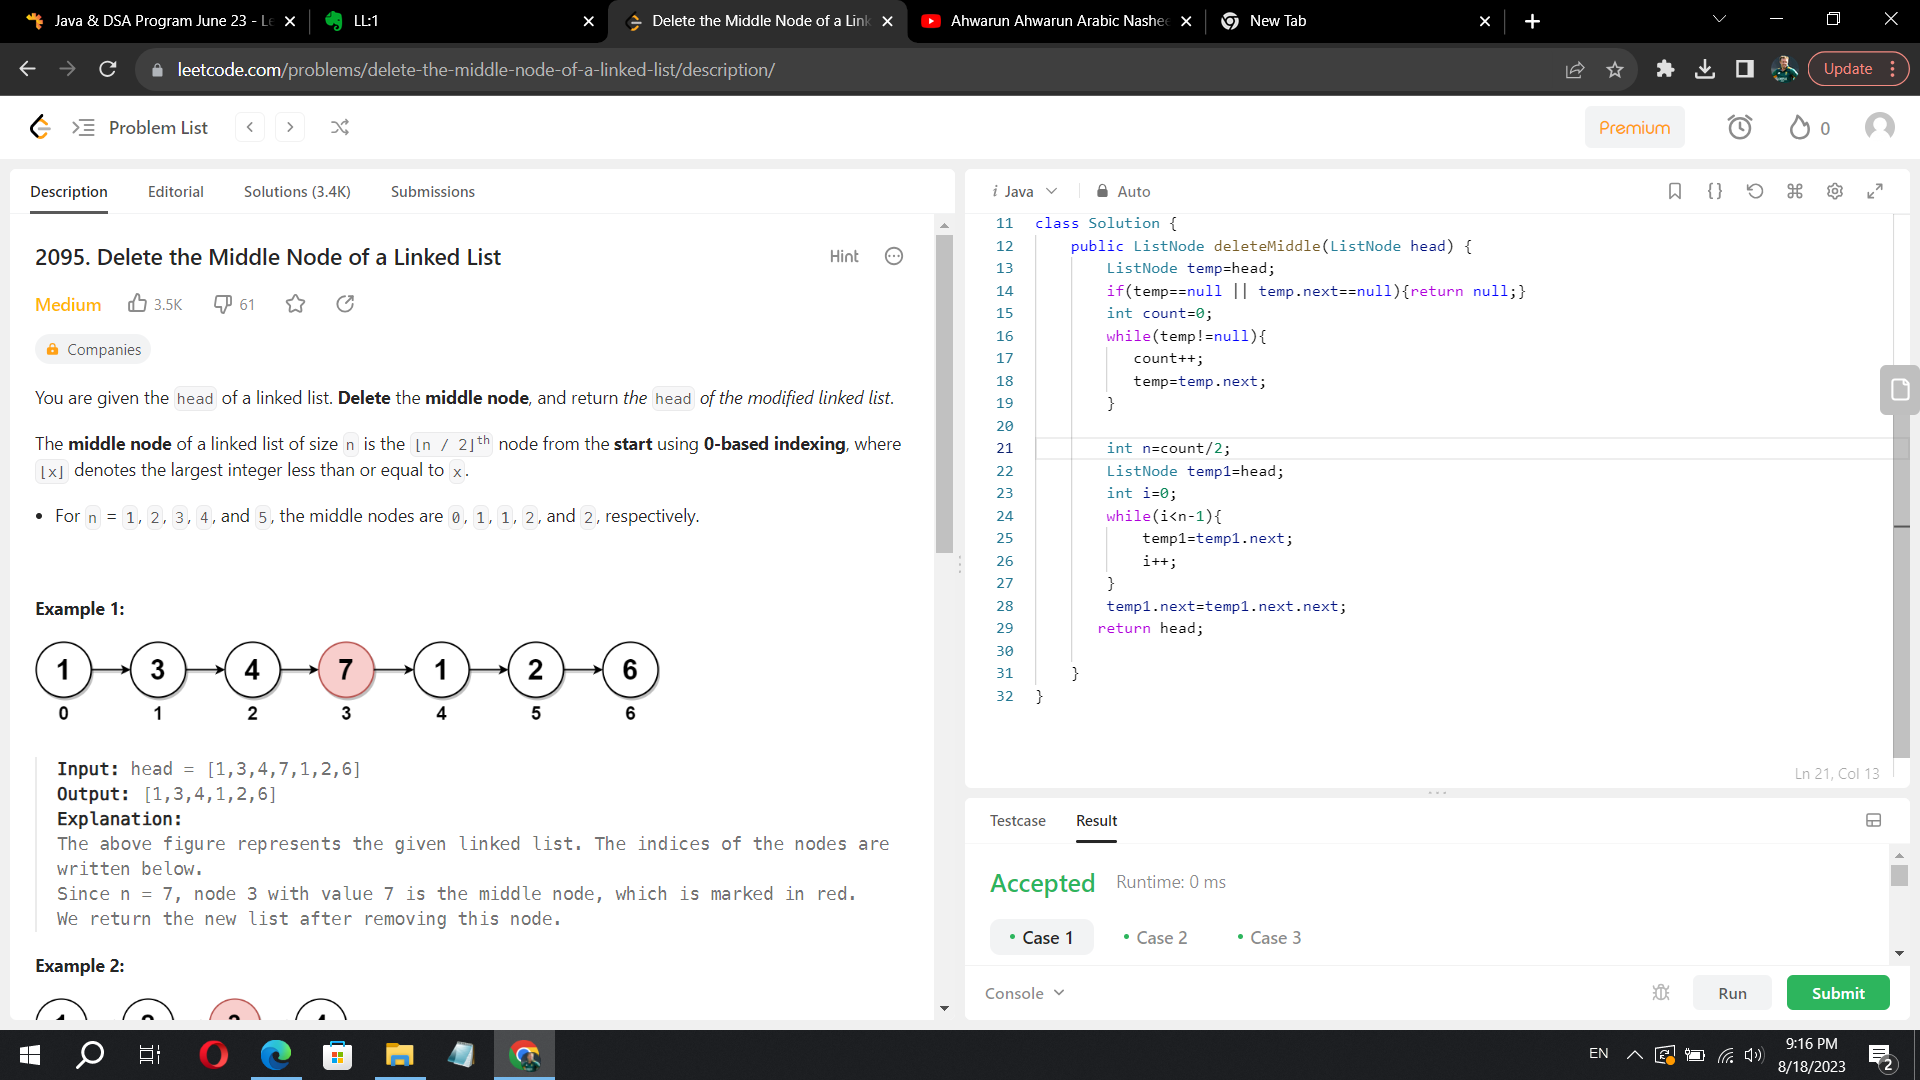 Java & DSA Program June 23 - Le
LL:1
Delete the Middle Node of a Link
Ahwarun Ahwarun Arabic Nashee
New Tab
leetcode.com/problems/delete-the-middle-node-of-a-linked-list/description/
Update
Problem List
Premium
0
Description
Editorial
Solutions (3.4K)
Submissions
2095. Delete the Middle Node of a Linked List
Hint
Medium
3.5K
61
Companies
You are given the head of a linked list. Delete the middle node, and return the head of the modified linked list.
The middle node of a linked list of size n is the ⌊n / 2⌋th node from the start using 0-based indexing, where
⌊x⌋ denotes the largest integer less than or equal to x.
• For n = 1, 2, 3, 4, and 5, the middle nodes are 0, 1, 1, 2, and 2, respectively.
Example 1:
1 3 4 7 1 2 6
0 1 2 3 4 5 6
Input: head = [1,3,4,7,1,2,6]
Output: [1,3,4,1,2,6]
Explanation:
The above figure represents the given linked list. The indices of the nodes are
written below.
Since n = 7, node 3 with value 7 is the middle node, which is marked in red.
We return the new list after removing this node.
Example 2:
i Java
Auto
11 class Solution {
12 public ListNode deleteMiddle(ListNode head) {
13 ListNode temp=head;
14 if(temp==null || temp.next==null){return null;}
15 int count=0;
16 while(temp!=null){
17 count++;
18 temp=temp.next;
19 }
20
21 int n=count/2;
22 ListNode temp1=head;
23 int i=0;
24 while(i<n-1){
25 temp1=temp1.next;
26 i++;
27 }
28 temp1.next=temp1.next.next;
29 return head;
30
31 }
32 }
Ln 21, Col 13
Testcase
Result
Accepted
Runtime: 0 ms
• Case 1
• Case 2
• Case 3
Console
Run
Submit
EN
9:16 PM
8/18/2023
2